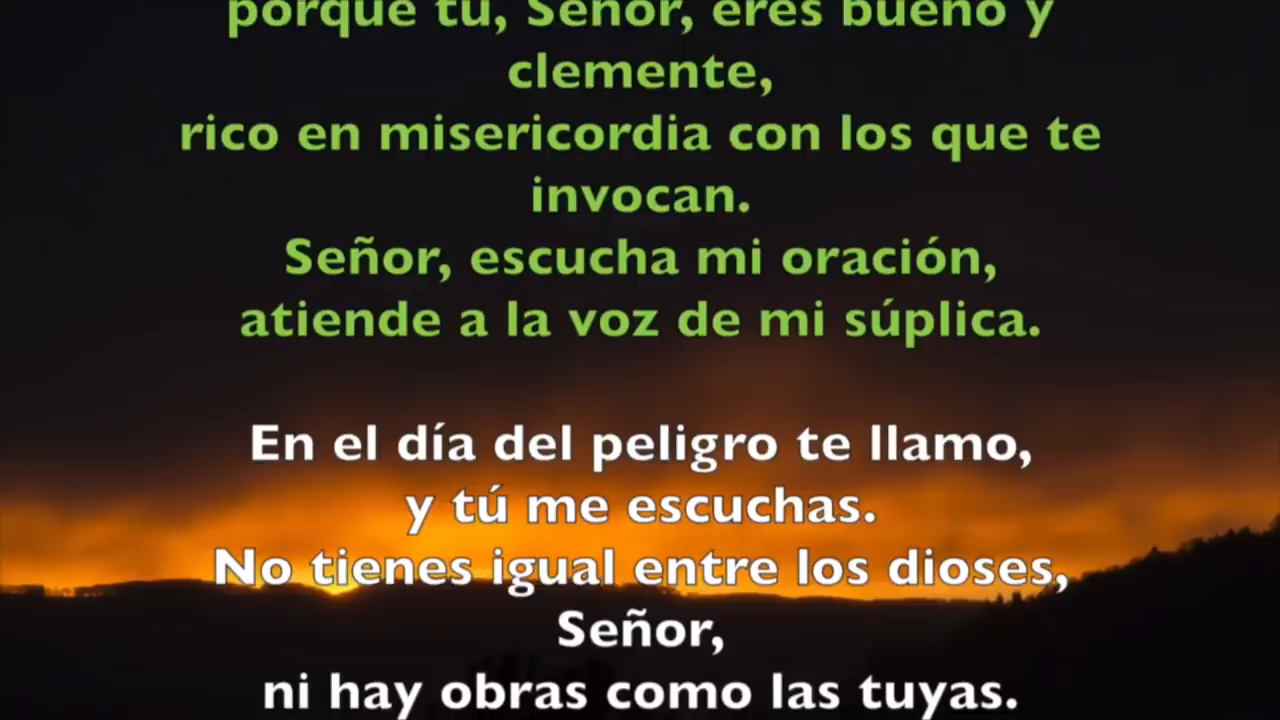 porque tú, Señor, eres bueno y
clemente,
rico en misericordia con los que te
invocan.
Señor, escucha mi oración,
atiende a la voz de mi súplica.
En el día del peligro te llamo,
y tú me escuchas.
No tienes igual entre los dioses,
Señor,
ni hay obras como las tuyas.